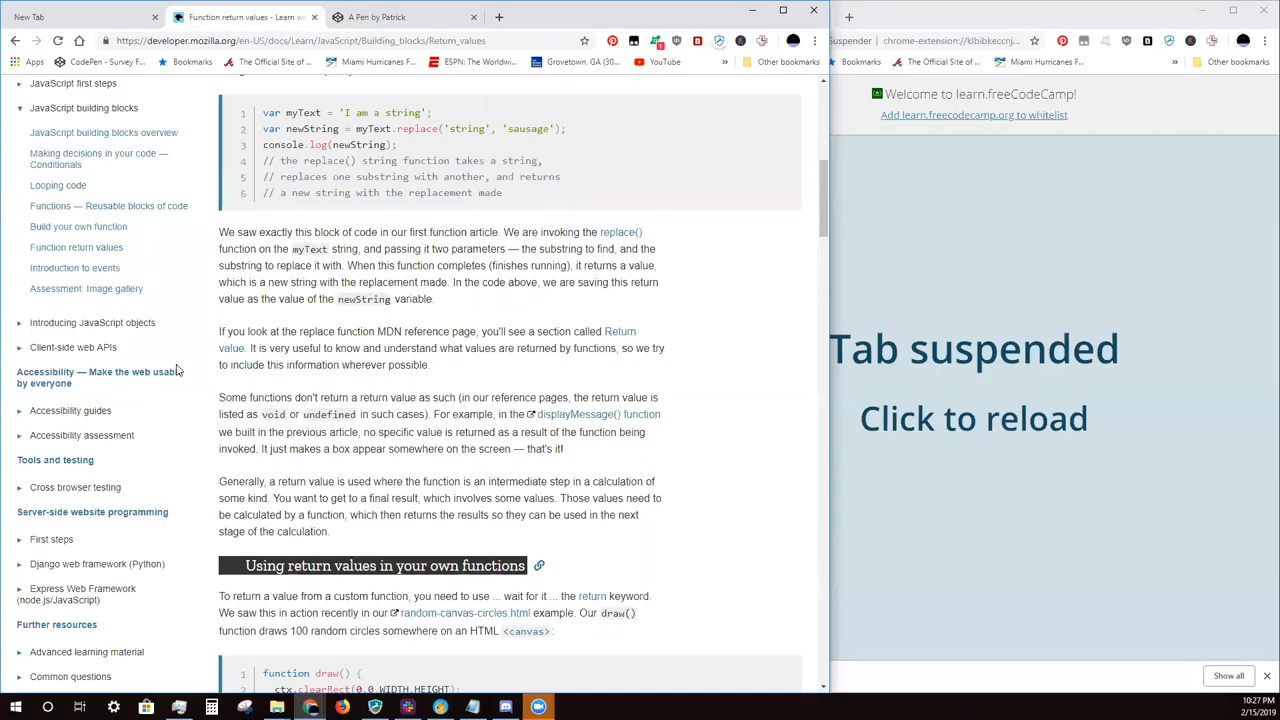 New Tab
Function return values - Learn w
A Pen by Patrick
https://developer.mozilla.org/en-US/docs/Learn/JavaScript/Building_blocks/Return_values
Suspender
chrome-extension://klbibkeccnj
Apps
CodePen - Survey F
Bookmarks
The Official Site of
Miami Hurricanes F
ESPN: The Worldwi
Grovetown, GA (30
YouTube
»
Other bookmarks
Bookmarks
The Official Site of
Miami Hurricanes F
»
Other bookmarks
JavaScript first steps
JavaScript building blocks
JavaScript building blocks overview
Making decisions in your code —
Conditionals
Looping code
Functions — Reusable blocks of code
Build your own function
Function return values
Introduction to events
Assessment: Image gallery
Introducing JavaScript objects
Client-side web APIs
Accessibility — Make the web usab
by everyone
Accessibility guides
Accessibility assessment
Tools and testing
Cross browser testing
Server-side website programming
First steps
Django web framework (Python)
Express Web Framework
(node.js/JavaScript)
Further resources
Advanced learning material
Common questions
1 var myText = 'I am a string';
2 var newString = myText.replace('string', 'sausage');
3 console.log(newString);
4 // the replace() string function takes a string,
5 // replaces one substring with another, and returns
6 // a new string with the replacement made
We saw exactly this block of code in our first function article. We are invoking the replace()
function on the myText string, and passing it two parameters — the substring to find, and the
substring to replace it with. When this function completes (finishes running), it returns a value,
which is a new string with the replacement made. In the code above, we are saving this return
value as the value of the newString variable.
If you look at the replace function MDN reference page, you'll see a section called Return
value. It is very useful to know and understand what values are returned by functions, so we try
to include this information wherever possible.
Some functions don't return a return value as such (in our reference pages, the return value is
listed as void or undefined in such cases). For example, in the displayMessage() function
we built in the previous article, no specific value is returned as a result of the function being
invoked. It just makes a box appear somewhere on the screen — that's it!
Generally, a return value is used where the function is an intermediate step in a calculation of
some kind. You want to get to a final result, which involves some values. Those values need to
be calculated by a function, which then returns the results so they can be used in the next
stage of the calculation.
Using return values in your own functions
To return a value from a custom function, you need to use ... wait for it ... the return keyword.
We saw this in action recently in our random-canvas-circles.html example. Our draw()
function draws 100 random circles somewhere on an HTML <canvas>:
1 function draw() {
2 ctx.clearRect(0,0,WIDTH,HEIGHT);
Welcome to learn.freeCodeCamp!
Add learn.freecodecamp.org to whitelist
Tab suspended
Click to reload
Show all
10:27 PM
2/15/2019